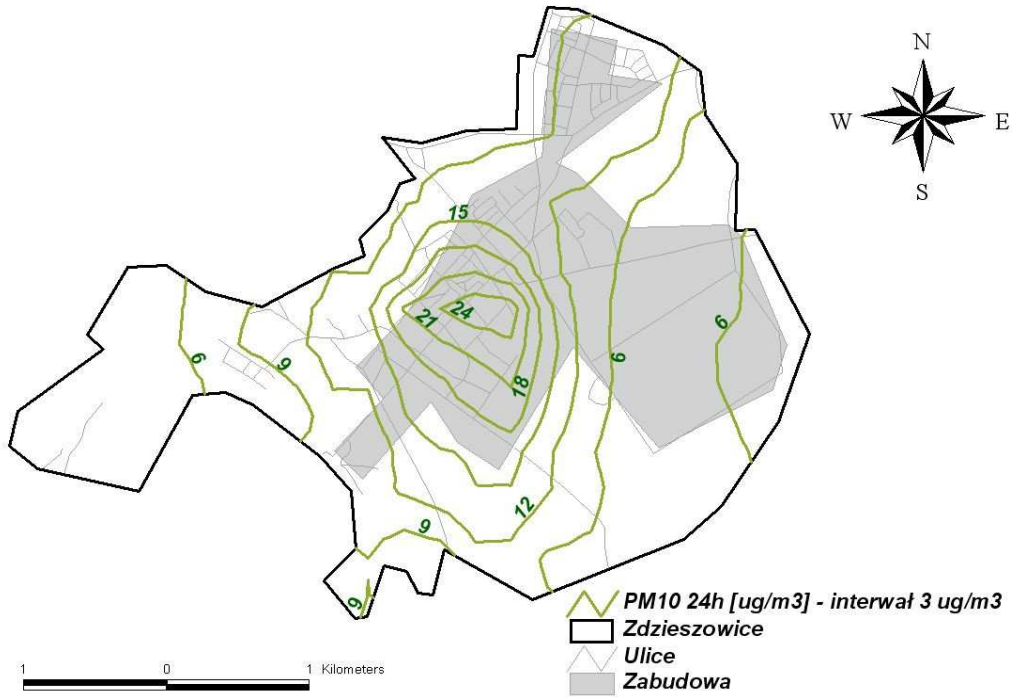 N
W E
S
15
24
21
6
9
9
6
18
12
9
6
PM10 24h [ug/m3] - interwał 3 ug/m3
Zdzieszowice
Ulice
Zabudowa
1 0 1 Kilometers